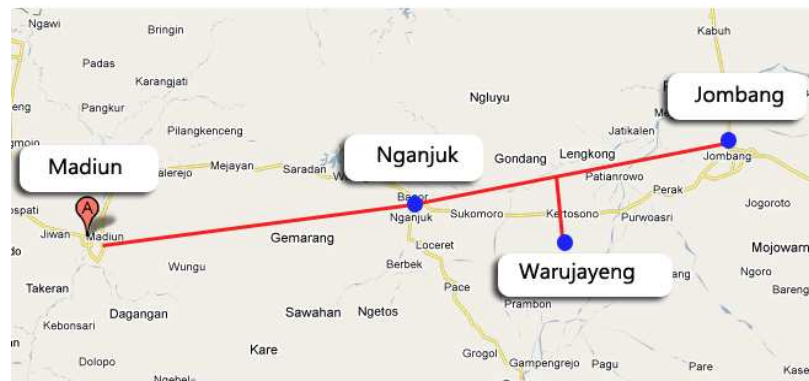 Ngawi
Bringin
Kabuh
Padas
Karangjati
Ngluyu
Jombang
Pangkur
Jatikalen
Pilangkenceng
Madiun
Nganjuk
Gondang
Lengkong
Mejayan
Saradan
Jombang
Patianrowo
Perak
Jogoroto
Nganjuk
Sukomoro
Kertosono
Purwoasri
A
Jiwan
Madiun
Gemarang
Loceret
Mojowarn
Wungu
Berbek
Warujayeng
Ngoro
Takeran
Pace
Bareng
Dagangan
Sawahan
Ngetos
Prambon
Kebonsari
Kare
Dolopo
Grogol
Gampengrejo
Pagu
Pare